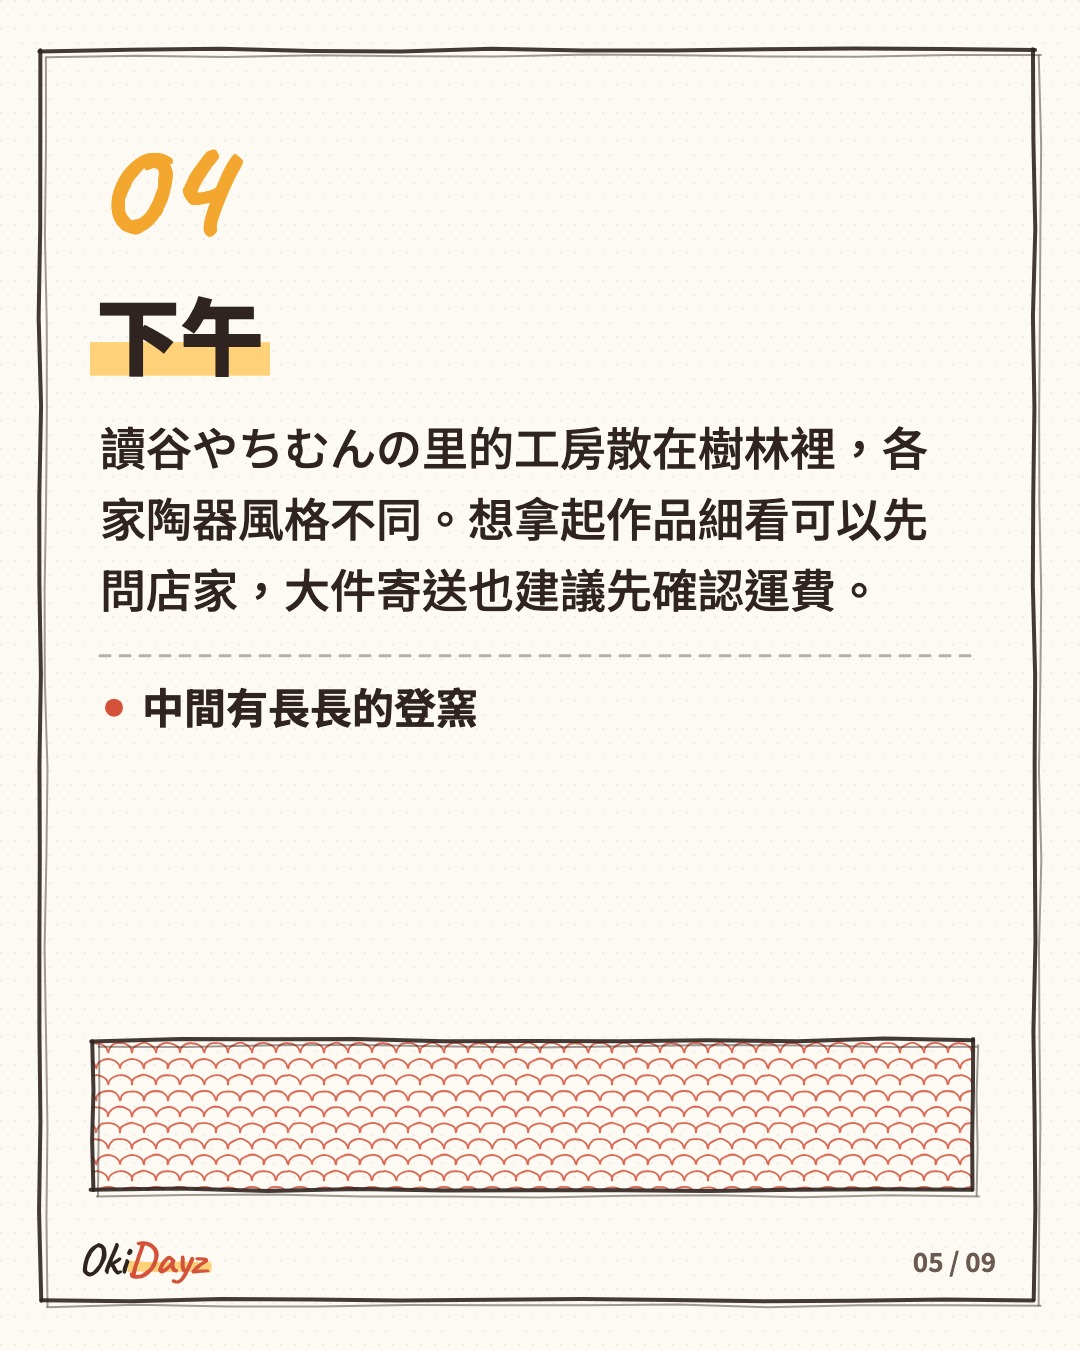 04
下午
讀谷やちむんの里的工房散在樹林裡，各
家陶器風格不同。想拿起作品細看可以先
問店家，大件寄送也建議先確認運費。
中間有長長的登窯
OkiDayz
05 / 09